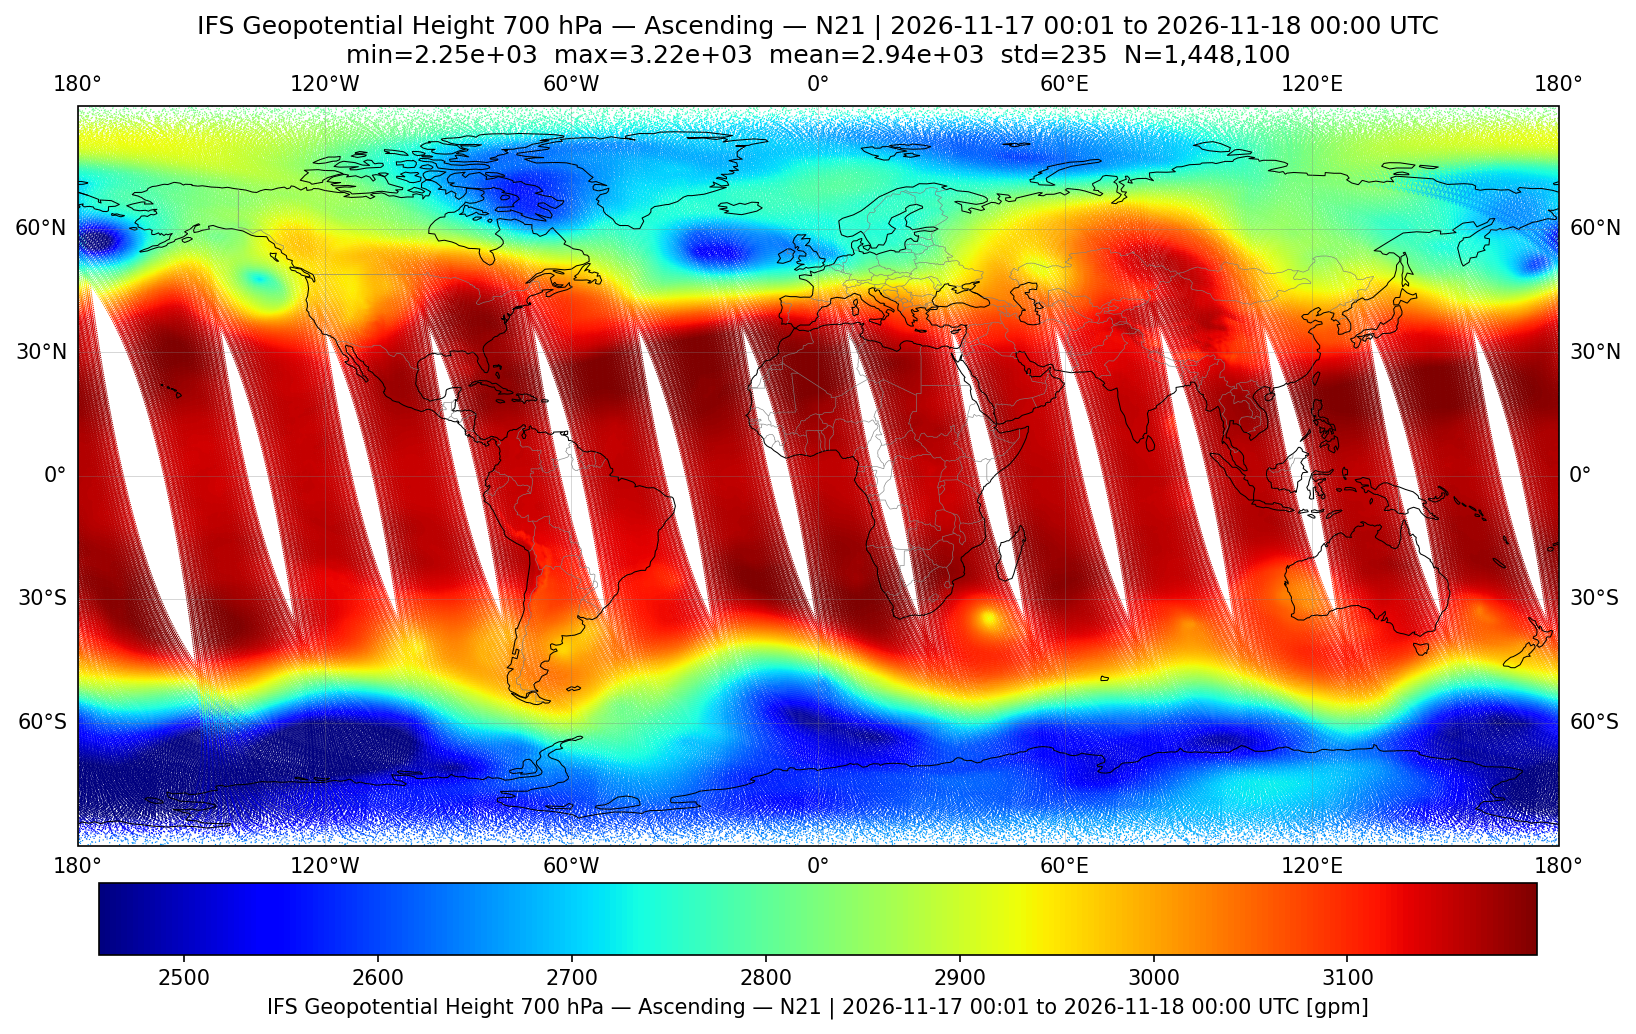 IFS Geopotential Height 700 hPa — Ascending — N21 | 2026-11-17 00:01 to 2026-11-18 00:00 UTC
min=2.25e+03 max=3.22e+03 mean=2.94e+03 std=235 N=1,448,100
180° 120°W 60°W 0° 60°E 120°E 180°
60°N 60°N
30°N 30°N
0° 0°
30°S 30°S
60°S 60°S
180° 120°W 60°W 0° 60°E 120°E 180°
2500 2600 2700 2800 2900 3000 3100
IFS Geopotential Height 700 hPa — Ascending — N21 | 2026-11-17 00:01 to 2026-11-18 00:00 UTC [gpm]